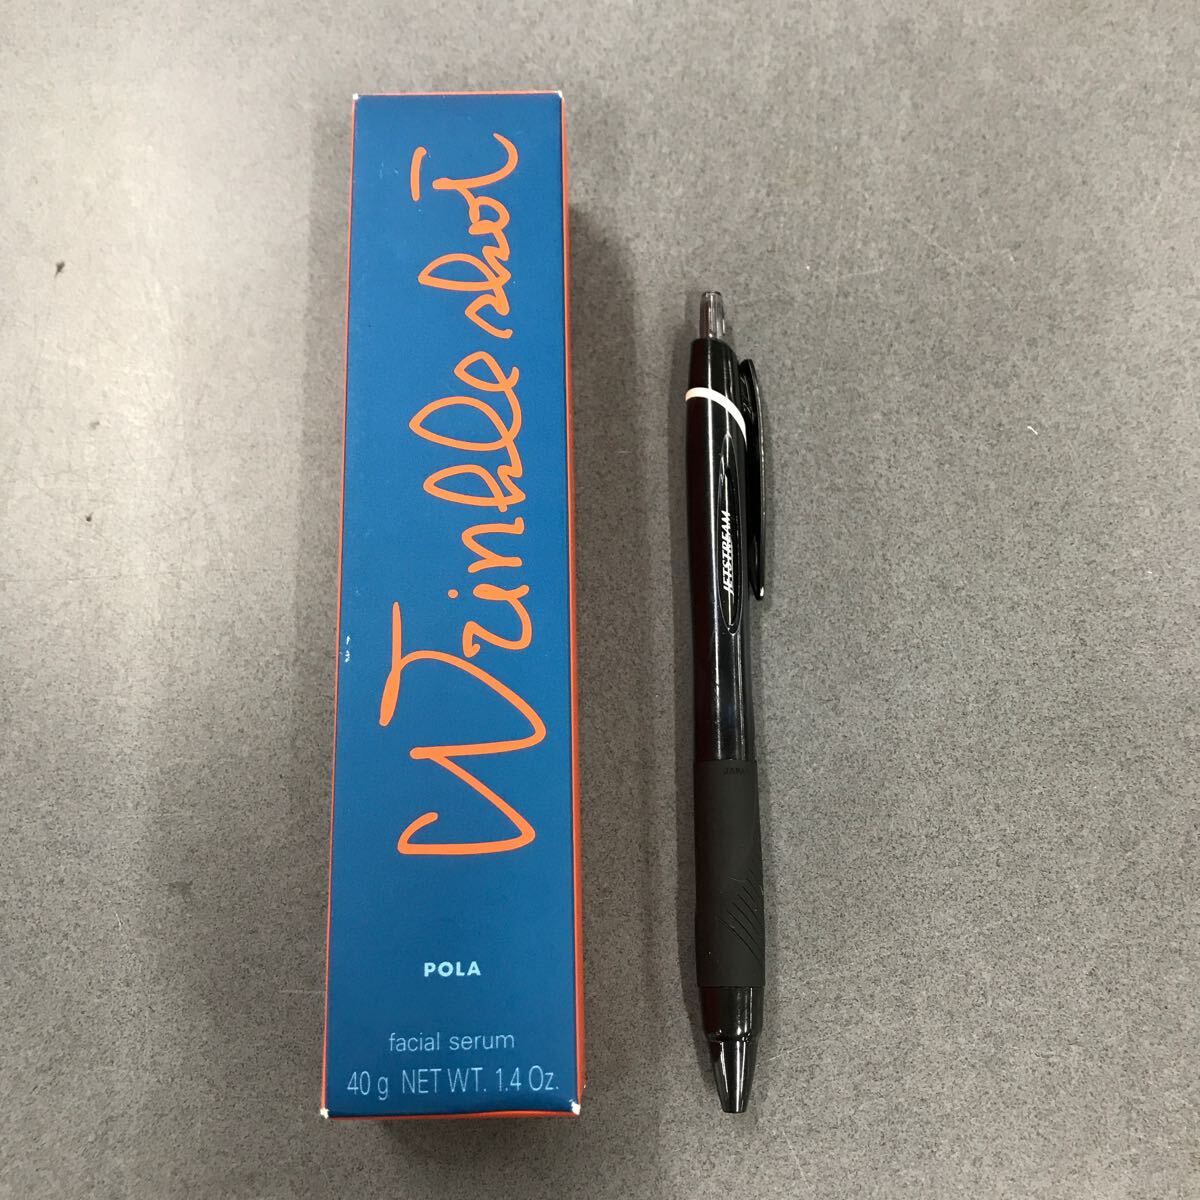 Wrinkle shot
POLA
facial serum
40 g NET WT. 1.4 Oz.
JETSTREAM